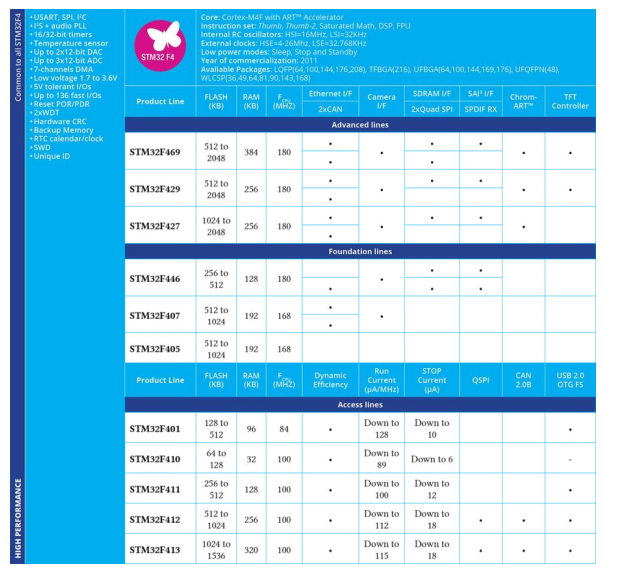 Common to all STM32F4
• USART, SPI, I²C
• I²S + audio PLL
• 16/32-bit timers
• Temperature sensor
• Up to 2x12-bit DAC
• Up to 3x12-bit ADC
• 7-channels DMA
• Low voltage 1.7 to 3.6V
• 5V tolerant I/Os
• Up to 136 fast I/Os
• Reset POR/PDR
• 2xWDT
• Hardware CRC
• Backup Memory
• RTC calendar/clock
• SWD
• Unique ID
HIGH PERFORMANCE
STM32 F4
Core: Cortex-M4F with ART™ Accelerator
Instruction set: Thumb, Thumb-2, Saturated Math, DSP, FPU
Internal RC oscillators: HSI=16MHz, LSI=32KHz
External clocks: HSE=4-26Mhz, LSE=32.768KHz
Low power modes: Sleep, Stop and Standby
Year of commercialization: 2011
Available Packages: LQFP(64,100,144,176,208), TFBGA(216), UFBGA(64,100,144,169,176), UFQFPN(48),
WLCSP(36,49,64,81,90,143,168)
Product Line FLASH (KB) RAM (KB) FCPU (MHZ) Ethernet I/F 2xCAN Camera I/F SDRAM I/F 2xQuad SPI SAI³ I/F SPDIF RX Chrom-ART™ TFT Controller
Advanced lines
STM32F469 512 to 2048 384 180 • • • • • • • •
STM32F429 512 to 2048 256 180 • • • • • • •
STM32F427 1024 to 2048 256 180 • • • • • •
Foundation lines
STM32F446 256 to 512 128 180 • • • • • •
STM32F407 512 to 1024 192 168 • • •
STM32F405 512 to 1024 192 168
Product Line FLASH (KB) RAM (KB) FCPU (MHZ) Dynamic Efficiency Run Current (µA/MHz) STOP Current (µA) QSPI CAN 2.0B USB 2.0 OTG FS
Access lines
STM32F401 128 to 512 96 84 • Down to 128 Down to 10 •
STM32F410 64 to 128 32 100 • Down to 89 Down to 6 -
STM32F411 256 to 512 128 100 • Down to 100 Down to 12 •
STM32F412 512 to 1024 256 100 • Down to 112 Down to 18 • • •
STM32F413 1024 to 1536 320 100 • Down to 115 Down to 18 • • •